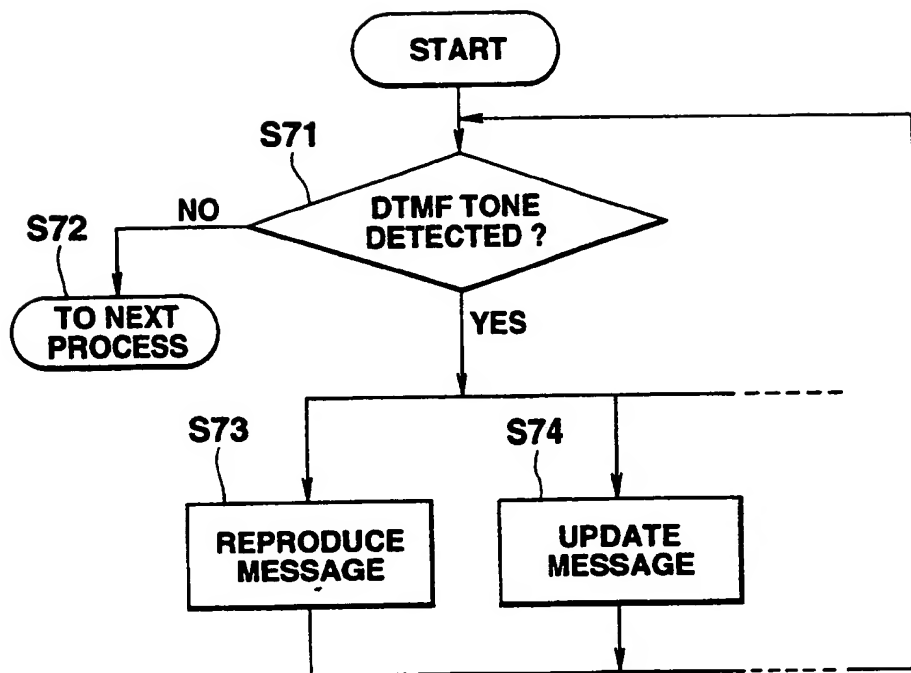 START
S71
DTMF TONE
DETECTED ?
NO
S72
TO NEXT
PROCESS
YES
S73
S74
REPRODUCE
MESSAGE
UPDATE
MESSAGE